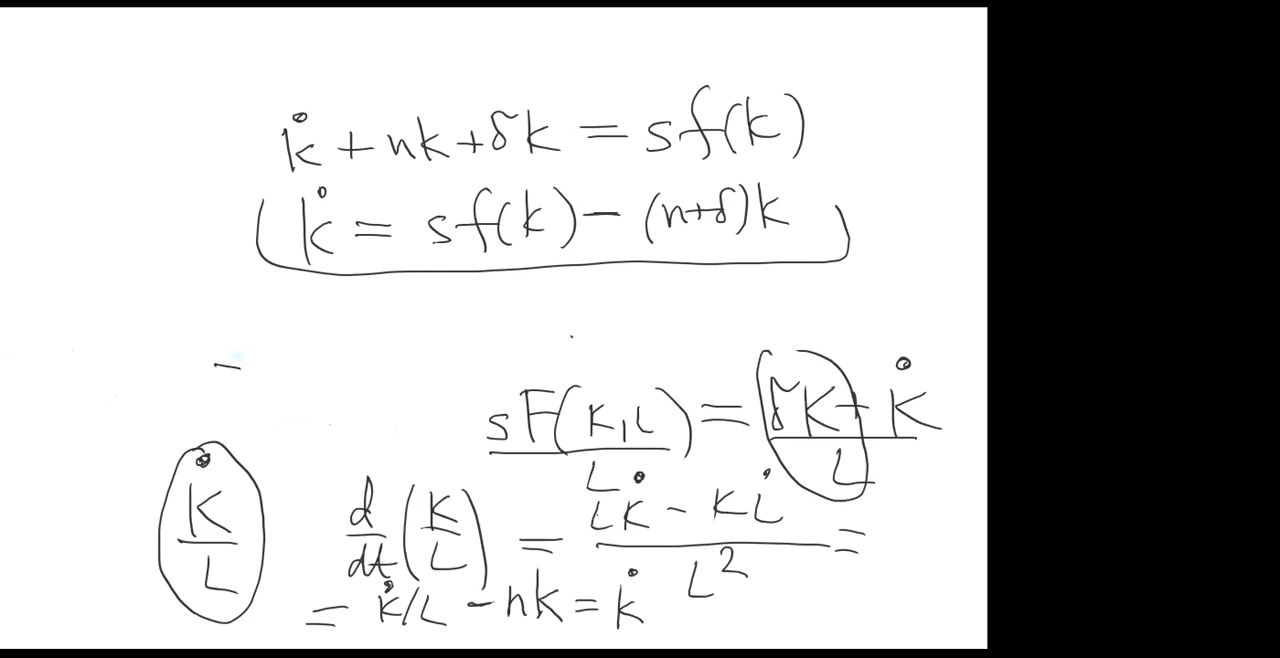 k̇ + nk + δk = sf(k)
k̇ = sf(k) − (n+δ)k
sF(K,L)/L = (δK + K̇)/L
K̇/L
d/dt (K/L) = (LK̇ − KL̇)/L² =
= K̇/L − nk = k̇